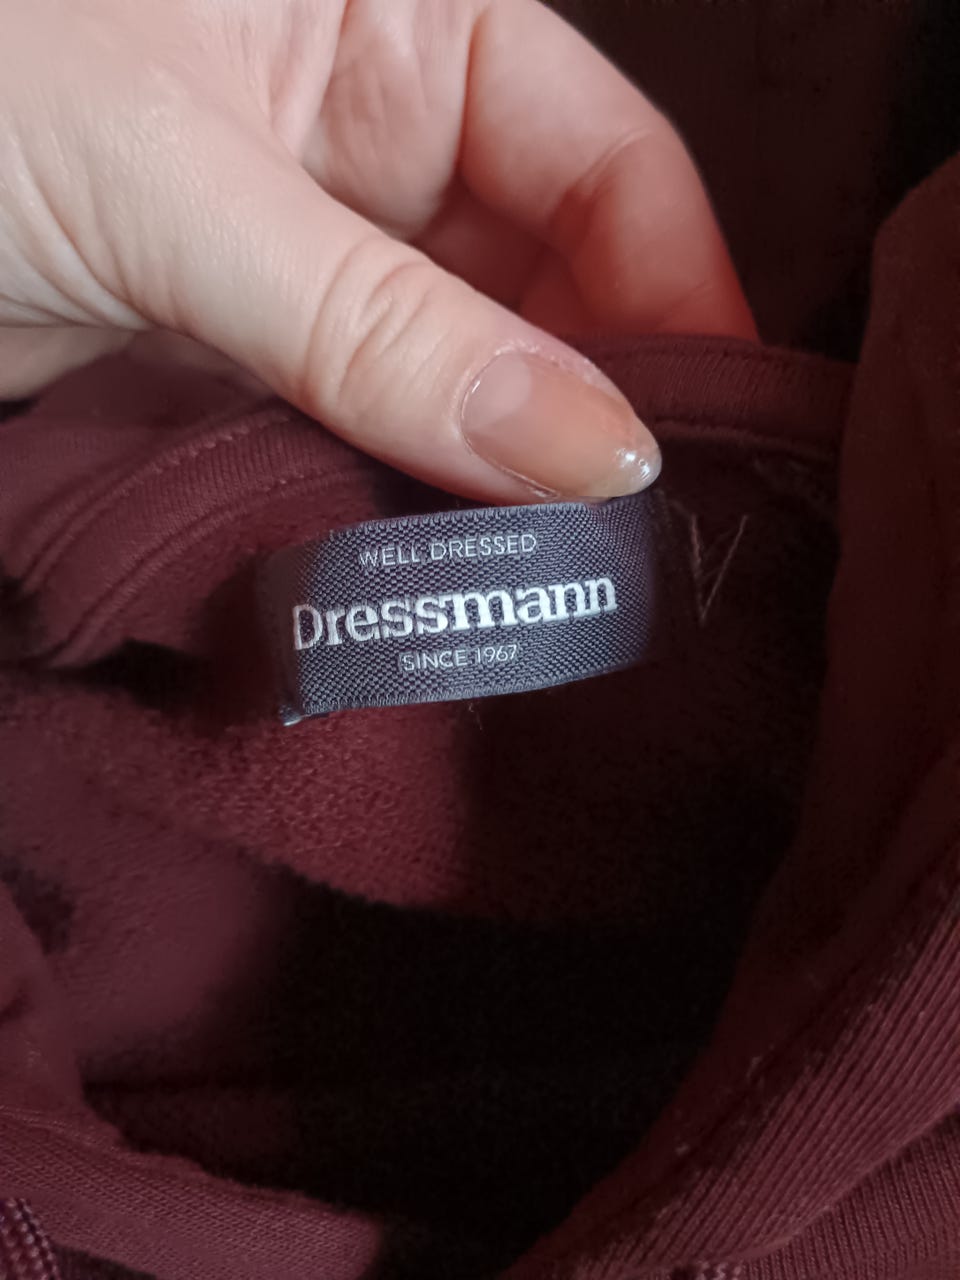 WELL DRESSED
Dressmann
SINCE 1967